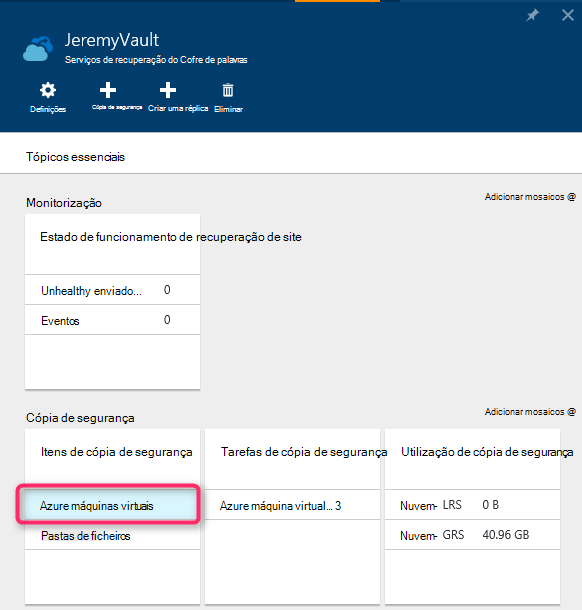 JeremyVault
Serviços de recuperação do Cofre de palavras
Definições
Cópia de segurança
Criar uma réplica
Eliminar
Tópicos essenciais
Monitorização
Adicionar mosaicos @
Estado de funcionamento de recuperação de site
Unhealthy enviado... 0
Eventos 0
Cópia de segurança
Adicionar mosaicos @
Itens de cópia de segurança
Azure máquinas virtuais
Pastas de ficheiros
Tarefas de cópia de segurança
Azure máquina virtual... 3
Utilização de cópia de segurança
Nuvem- LRS 0 B
Nuvem- GRS 40.96 GB